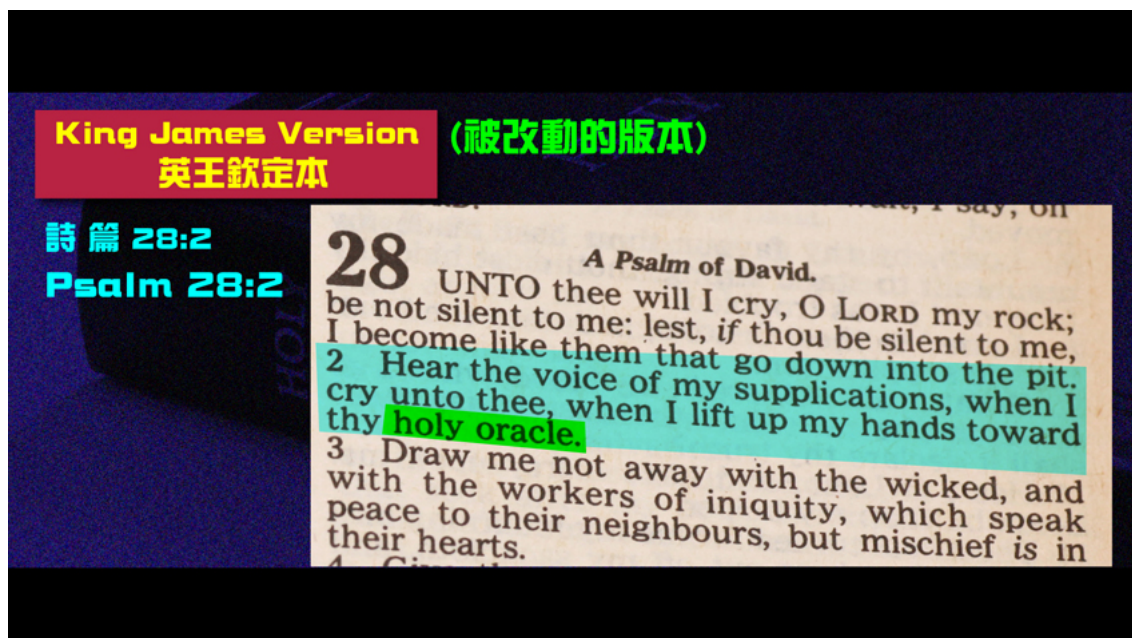 King James Version
英王欽定本
(被改動的版本)
詩篇 28:2
Psalm 28:2
wait, I say, on
28
A Psalm of David.
UNTO thee will I cry, O LORD my rock;
be not silent to me: lest, if thou be silent to me,
I become like them that go down into the pit.
2 Hear the voice of my supplications, when I
cry unto thee, when I lift up my hands toward
thy holy oracle.
3 Draw me not away with the wicked, and
with the workers of iniquity, which speak
peace to their neighbours, but mischief is in
their hearts.